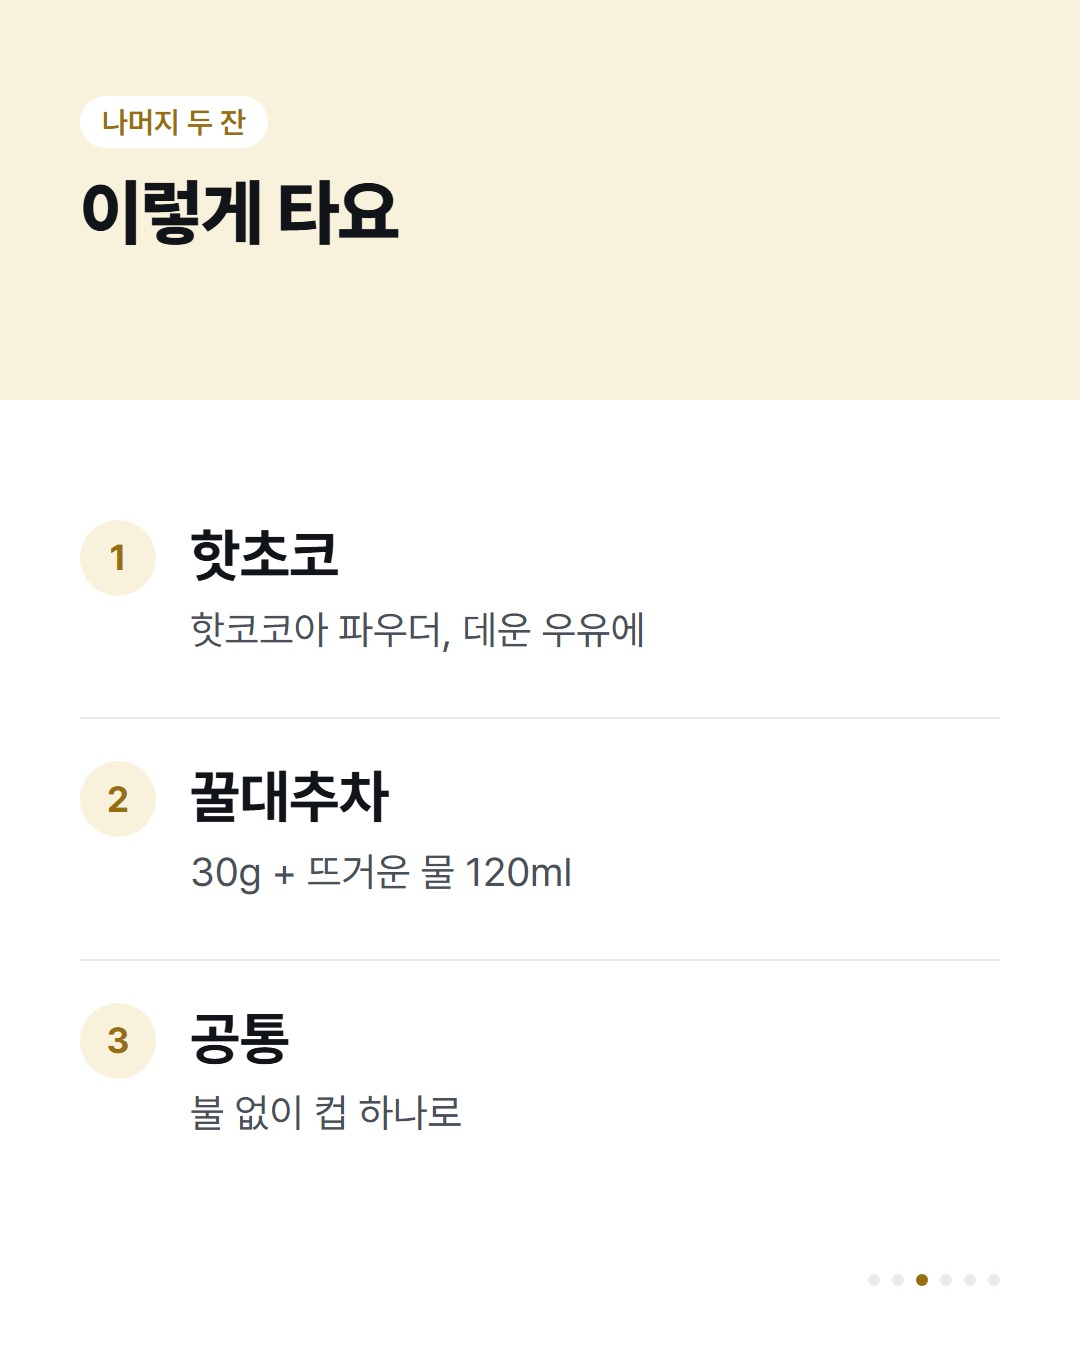 나머지 두 잔
이렇게 타요
1
핫초코
핫코코아 파우더, 데운 우유에
2
꿀대추차
30g + 뜨거운 물 120ml
3
공통
불 없이 컵 하나로